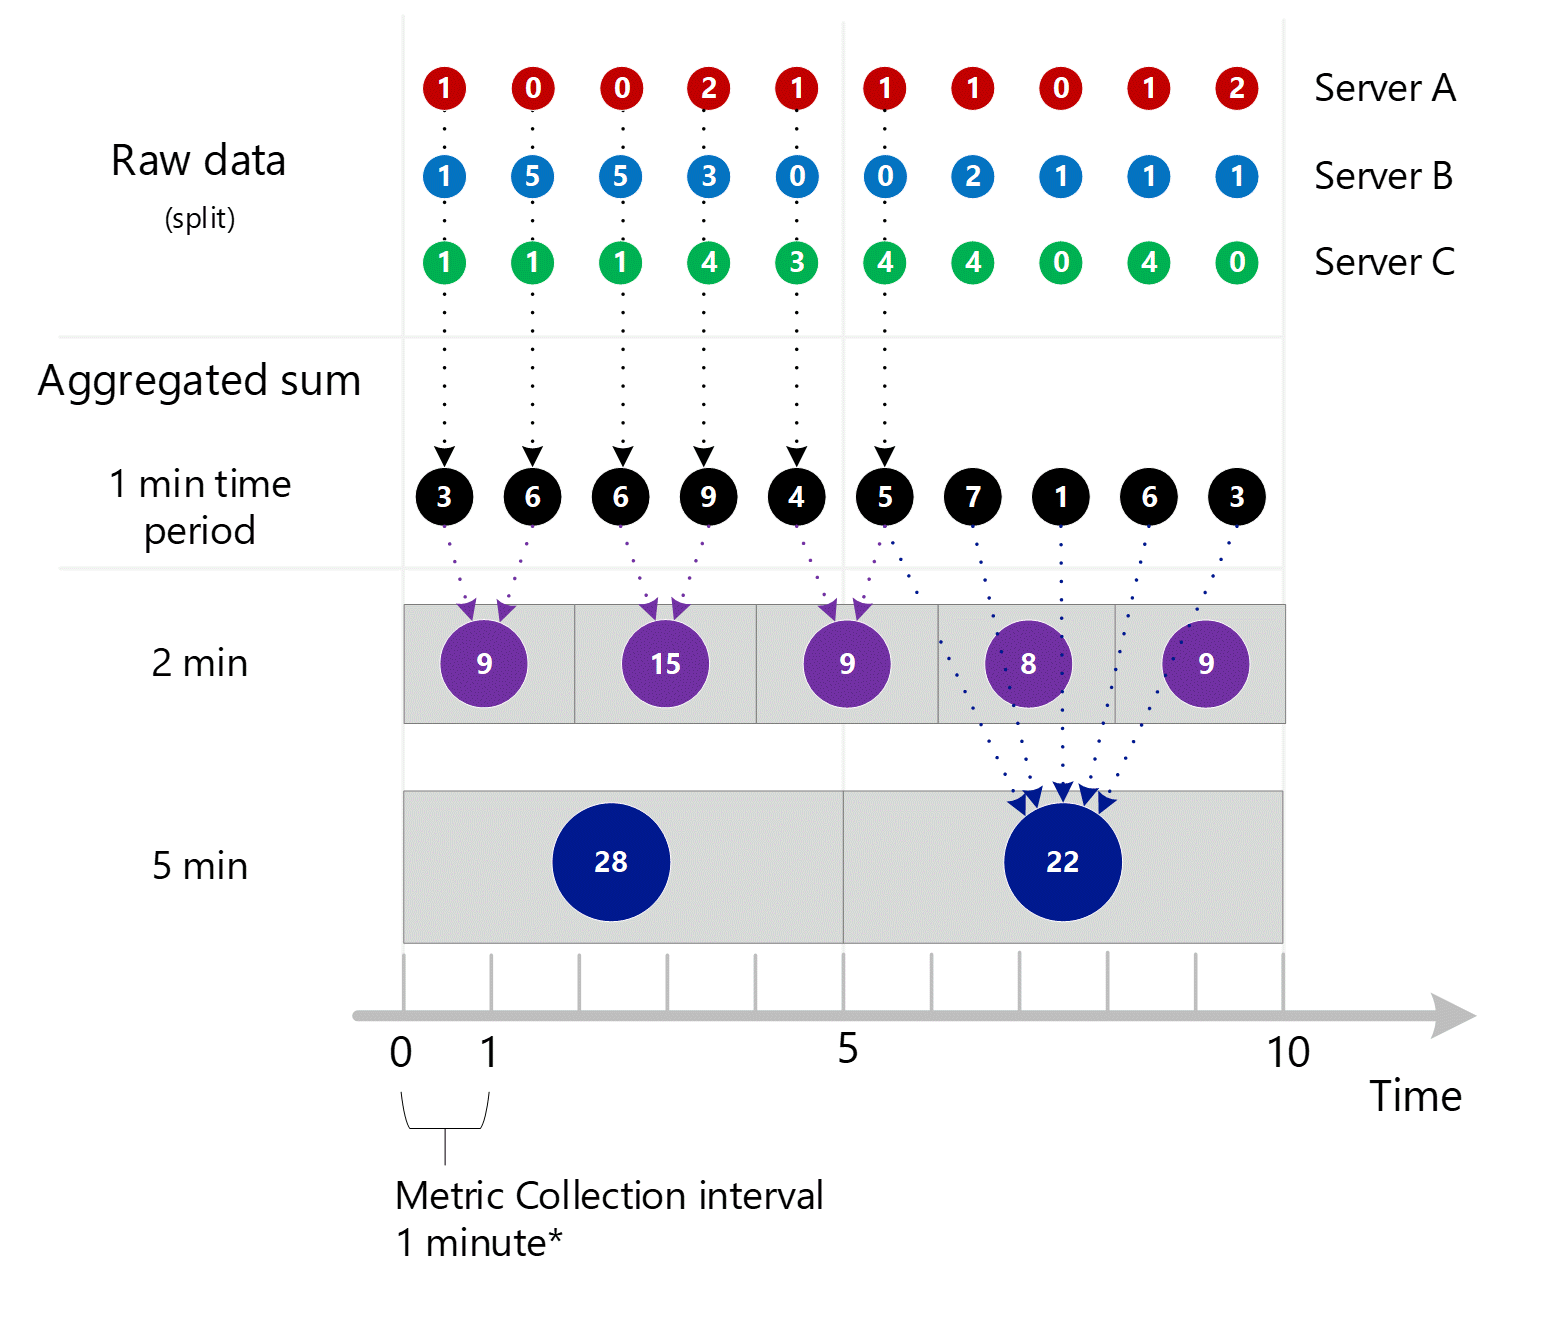 1 0 0 2 1 1 1 0 1 2 Server A
Raw data
(split)
1 5 5 3 0 0 2 1 1 1 Server B
1 1 1 4 3 4 4 0 4 0 Server C
Aggregated sum
1 min time
period
3 6 6 9 4 5 7 1 6 3
2 min
9 15 9 8 9
5 min
28 22
0 1 5 10
Time
Metric Collection interval
1 minute*